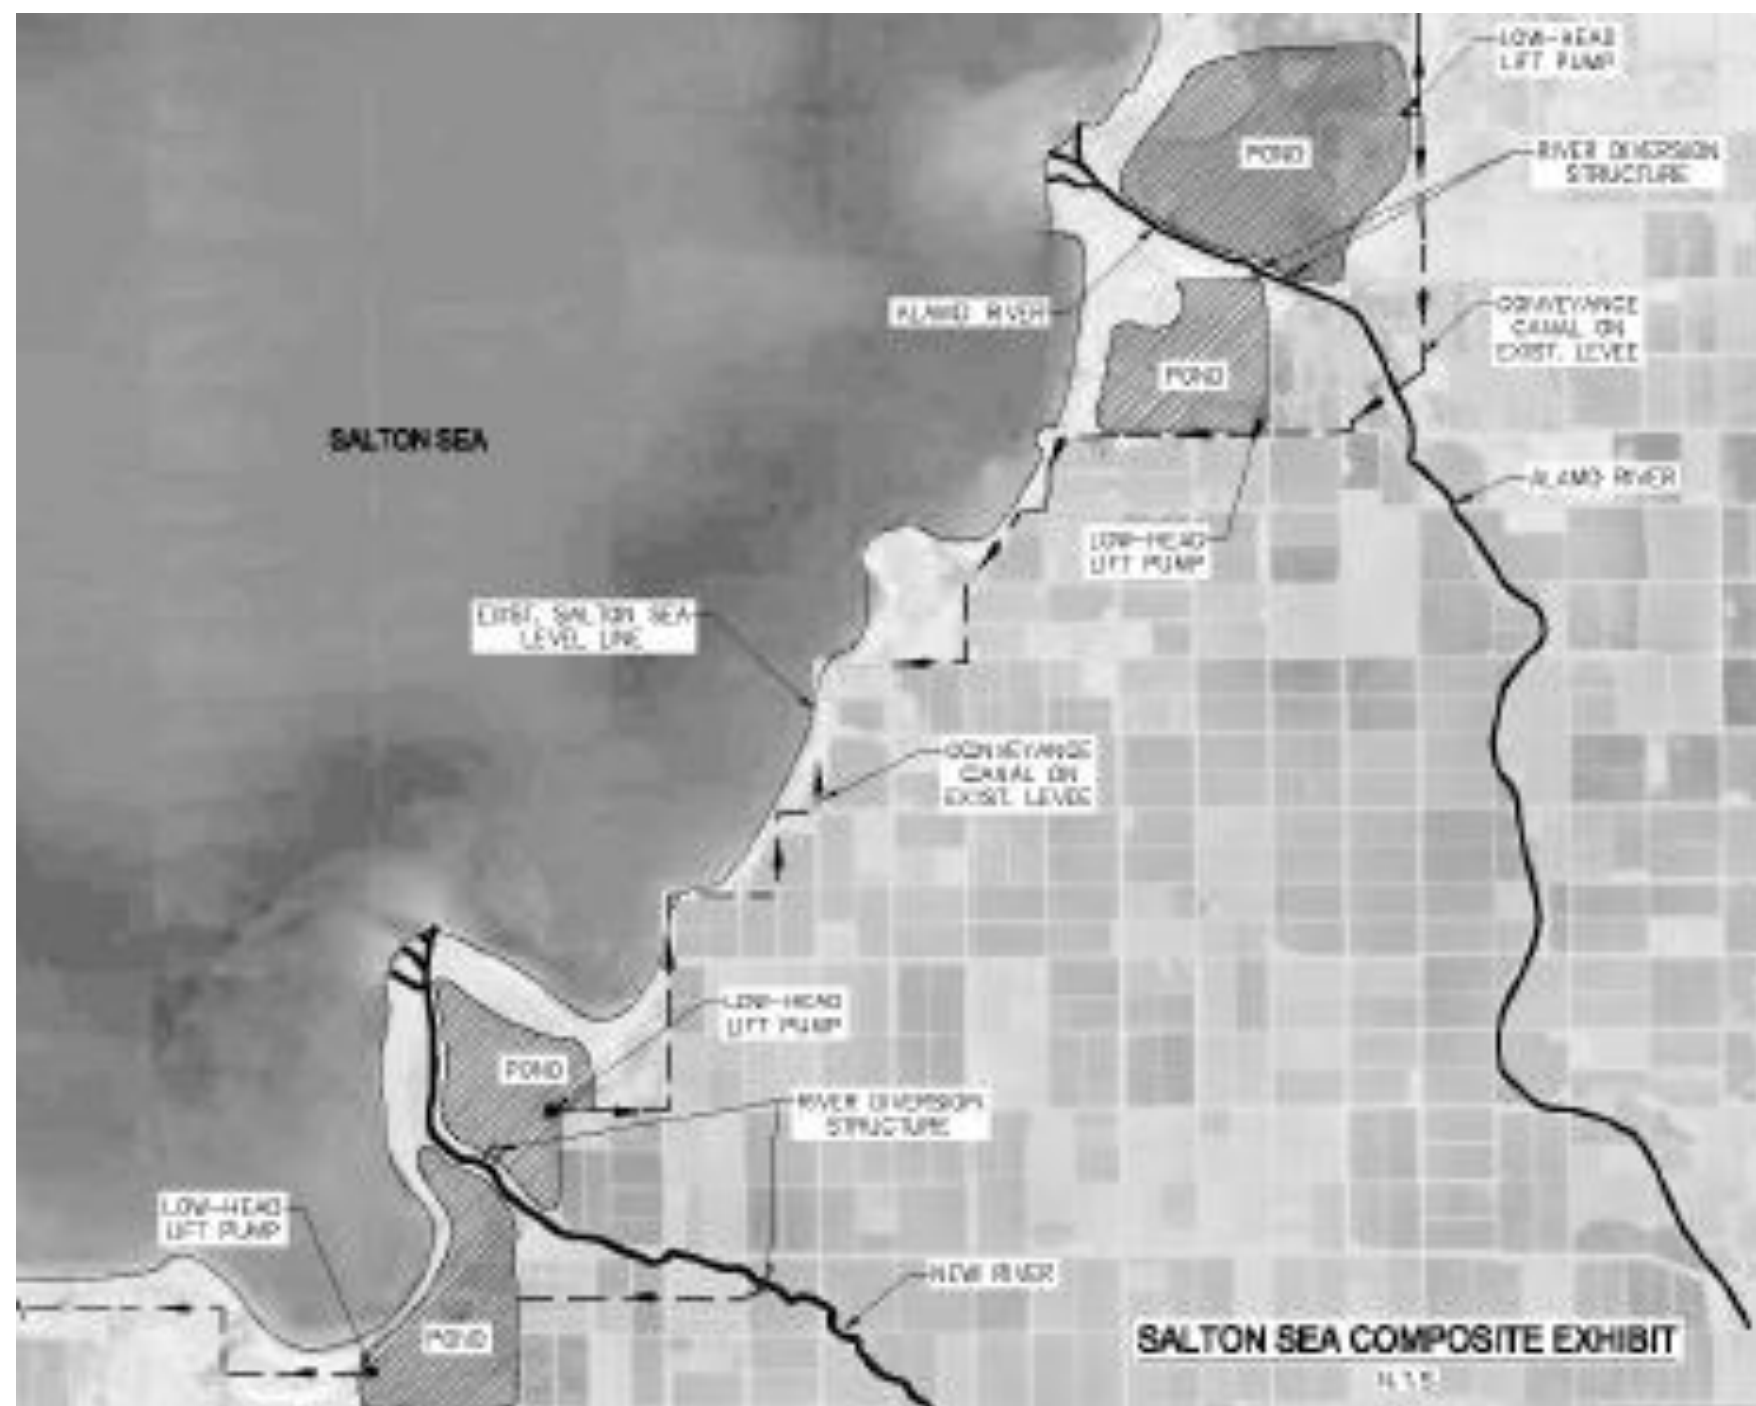 LOW-HEAD
LIFT PUMP
POND
RIVER DIVERSION
STRUCTURE
ALAMO RIVER
CONVEYANCE
CANAL ON
EXIST. LEVEE
POND
SALTON SEA
ALAMO RIVER
LOW-HEAD
LIFT PUMP
EXIST. SALTON SEA
LEVEL LINE
CONVEYANCE
CANAL ON
EXIST. LEVEE
LOW-HEAD
LIFT PUMP
POND
RIVER DIVERSION
STRUCTURE
LOW-HEAD
LIFT PUMP
NEW RIVER
POND
SALTON SEA COMPOSITE EXHIBIT
N.T.S.